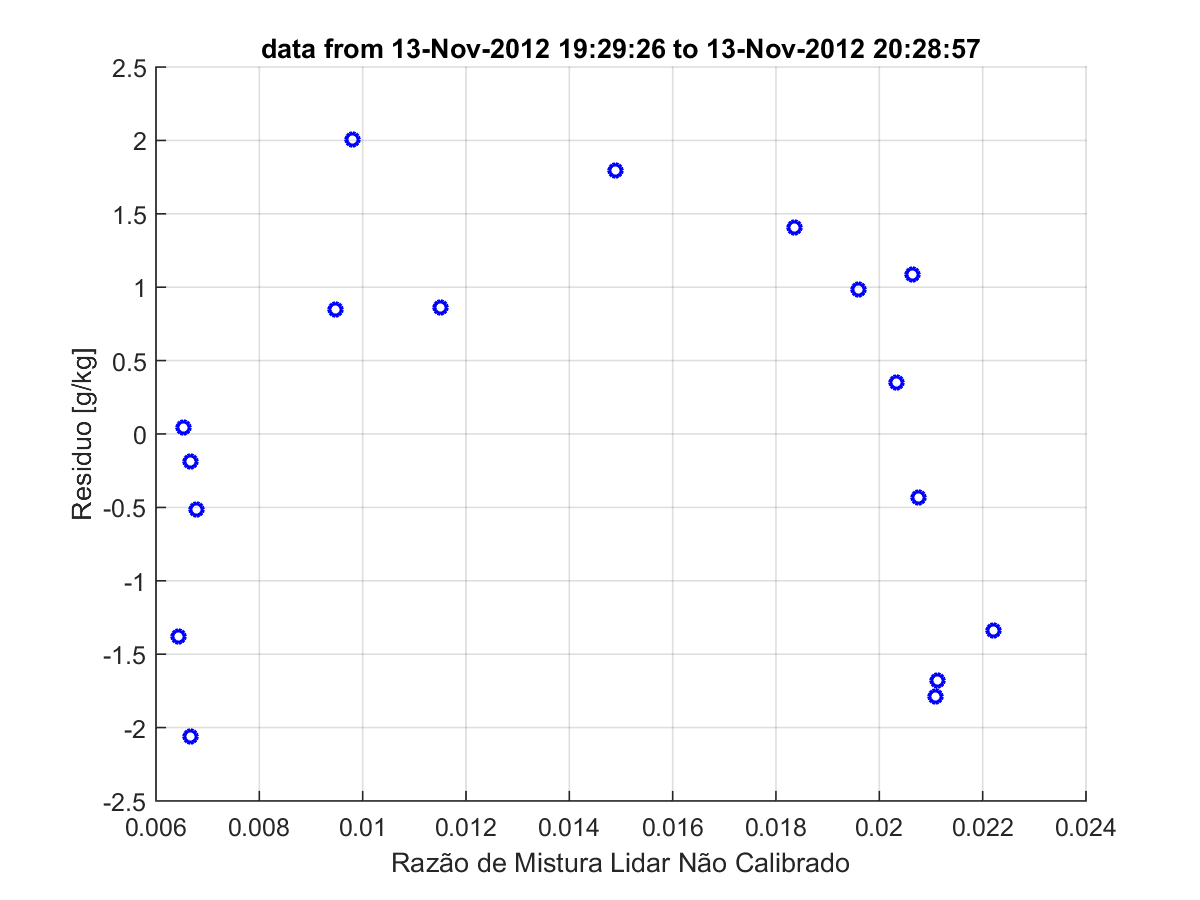 data from 13-Nov-2012 19:29:26 to 13-Nov-2012 20:28:57
2.5
2
1.5
1
0.5
0
-0.5
-1
-1.5
-2
-2.5
Residuo [g/kg]
0.006 0.008 0.01 0.012 0.014 0.016 0.018 0.02 0.022 0.024
Razão de Mistura Lidar Não Calibrado